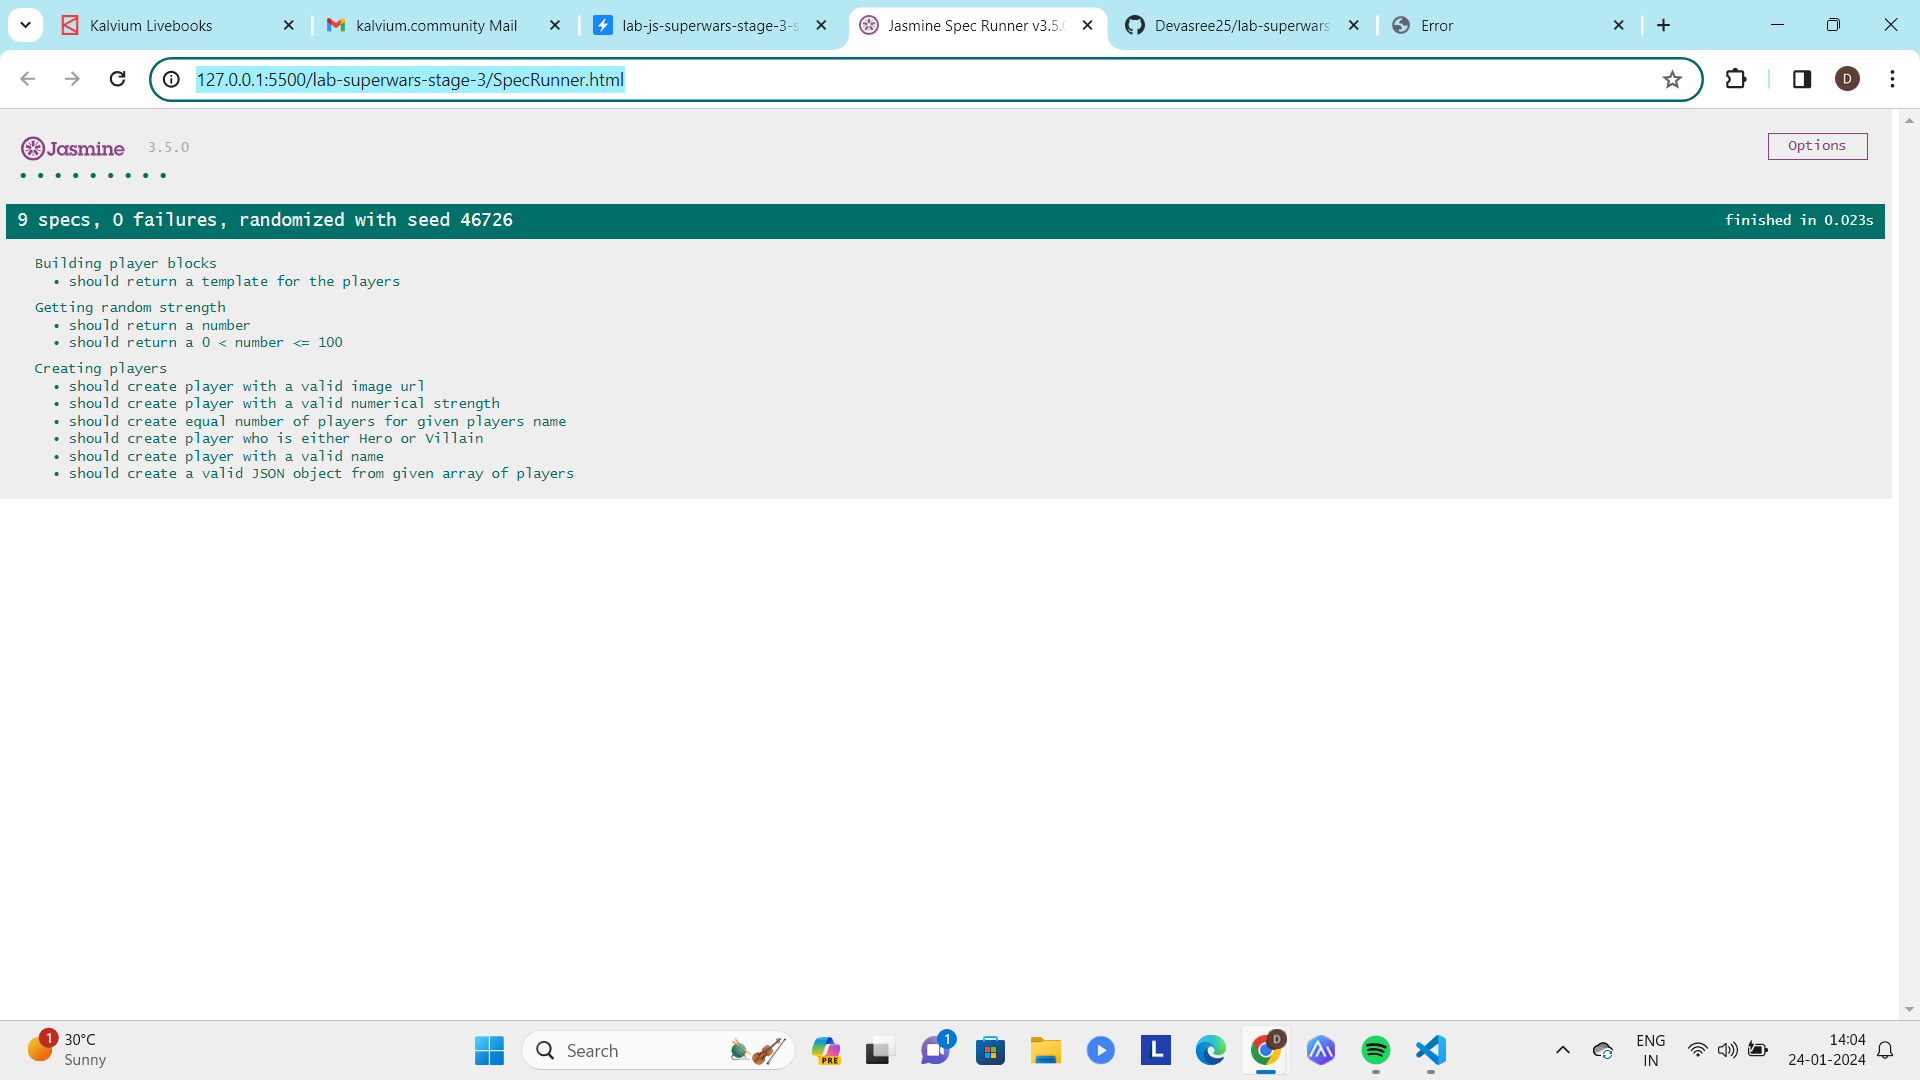 Kalvium Livebooks
kalvium.community Mail
lab-js-superwars-stage-3-s
Jasmine Spec Runner v3.5.0
Devasree25/lab-superwars
Error
127.0.0.1:5500/lab-superwars-stage-3/SpecRunner.html
D
Jasmine 3.5.0
Options
9 specs, 0 failures, randomized with seed 46726
finished in 0.023s
Building player blocks
• should return a template for the players
Getting random strength
• should return a number
• should return a 0 < number <= 100
Creating players
• should create player with a valid image url
• should create player with a valid numerical strength
• should create equal number of players for given players name
• should create player who is either Hero or Villain
• should create player with a valid name
• should create a valid JSON object from given array of players
1
30°C
Sunny
Search
PRE
1
L
D
ENG
IN
14:04
24-01-2024